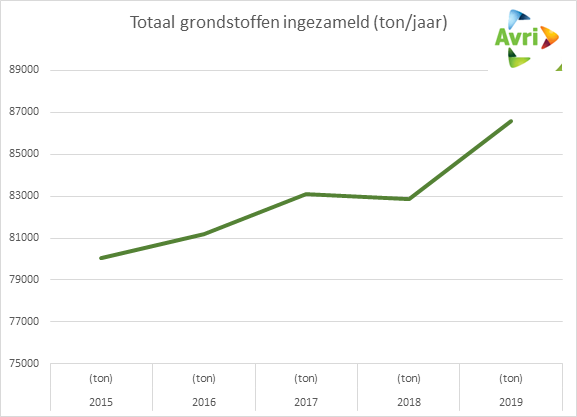 Totaal grondstoffen ingezameld (ton/jaar)
Avri
89000
87000
85000
83000
81000
79000
77000
75000
(ton) (ton) (ton) (ton) (ton)
2015 2016 2017 2018 2019